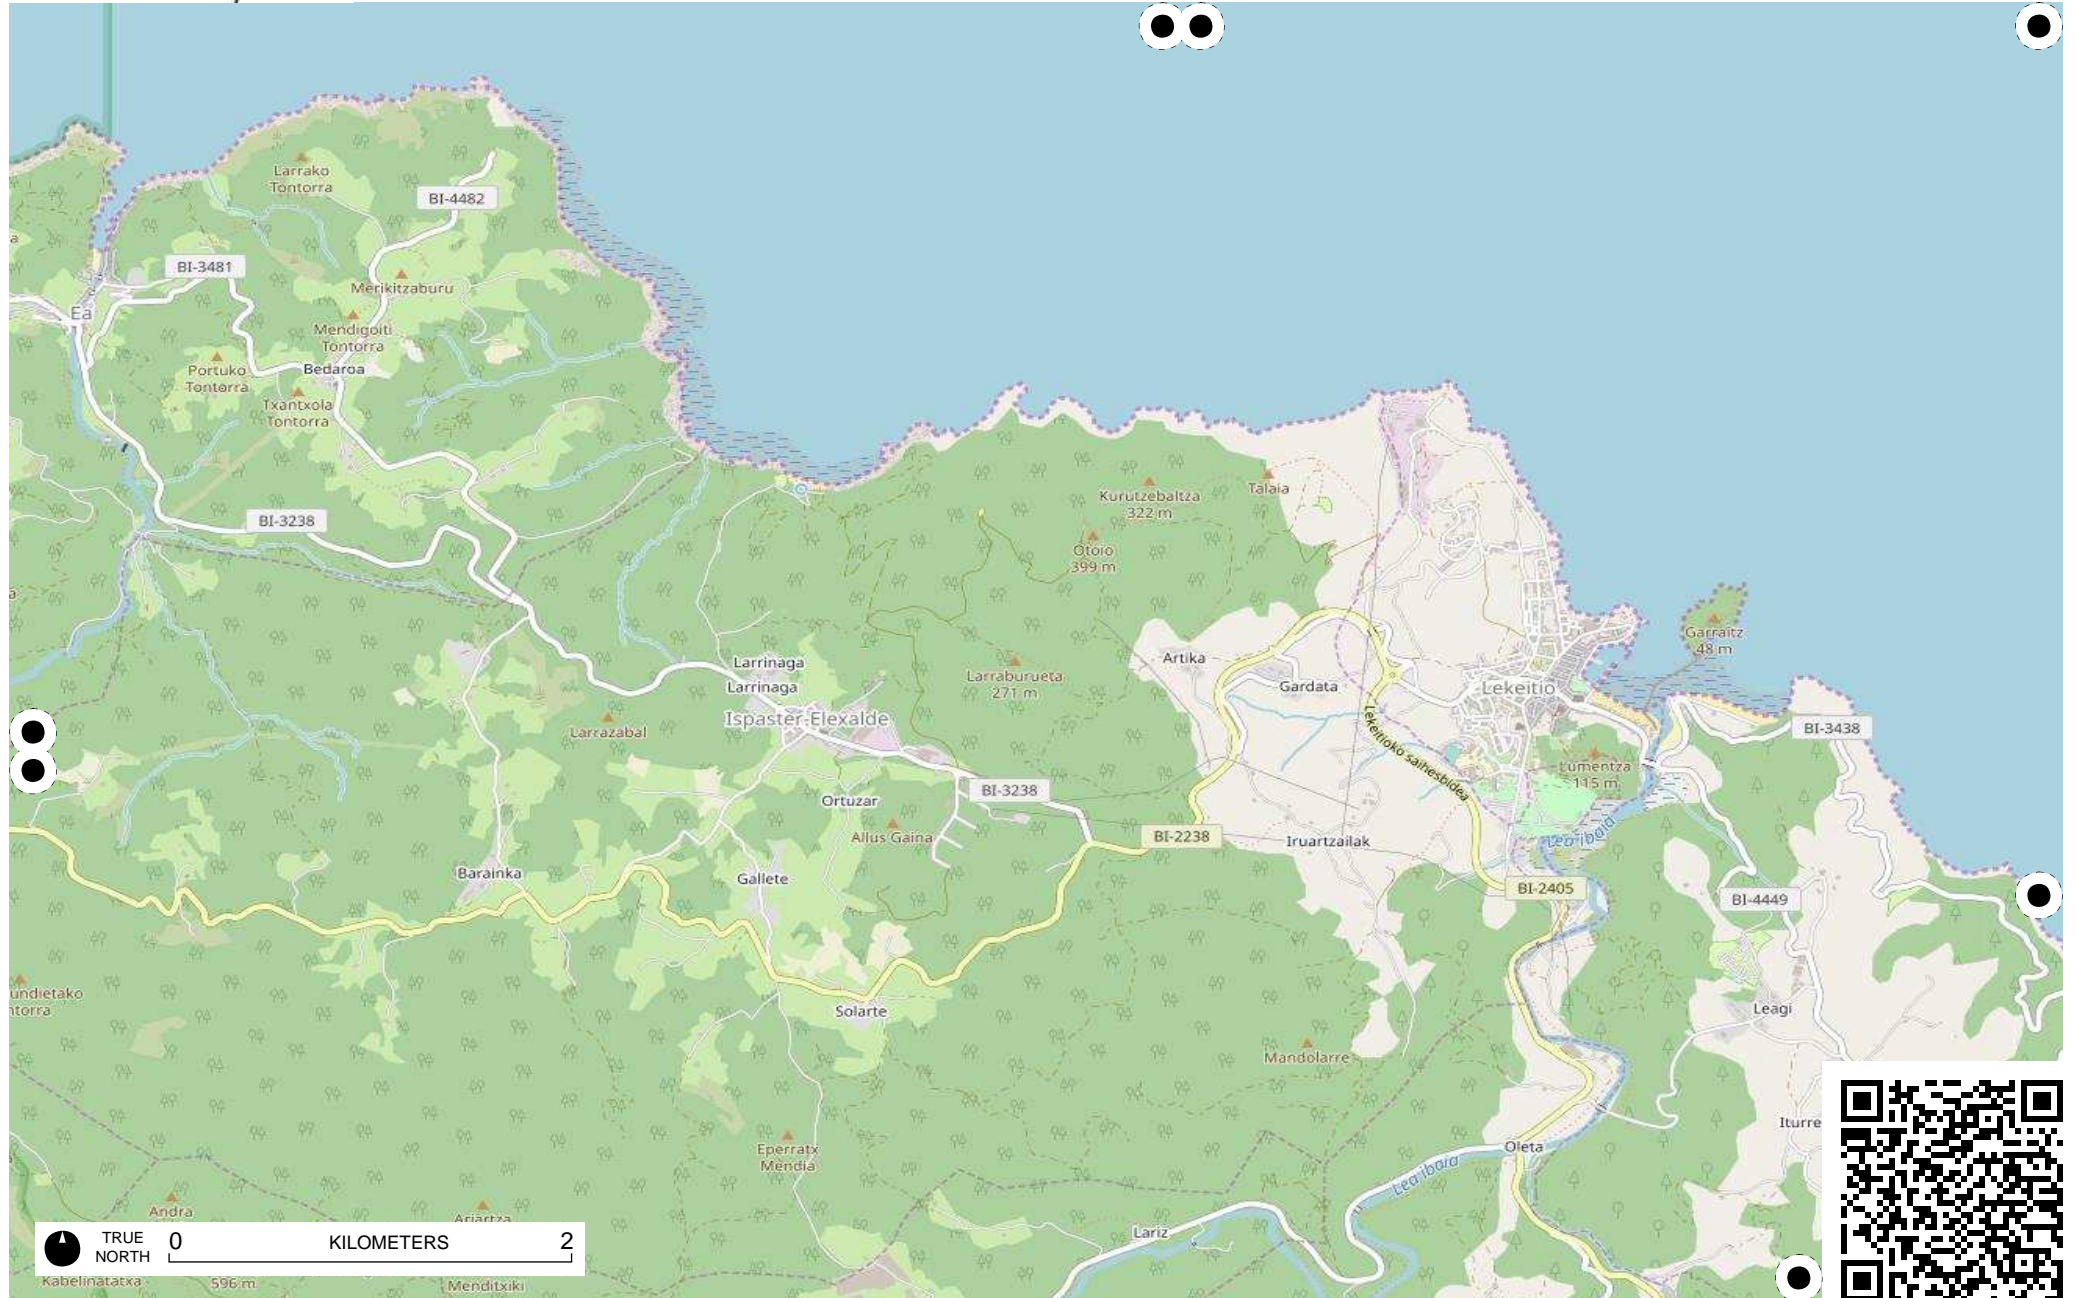 Larrako
Tontorra
BI-4482
BI-3481
Merikitzaburu
Ea
Mendigoiti
Tontorra
Portuko
Tontorra
Bedaroa
Txantxola
Tontorra
BI-3238
Kurutzebaltza
322 m
Talaia
Otoio
399 m
Garraitz
48 m
Larrinaga
Larrinaga
Larraburueta
271 m
Artika
Gardata
Lekeitio
Ispaster-Elexalde
Larrazabal
Lekeitioko saihesbidea
BI-3438
Lumentza
115 m
BI-3238
Ortuzar
Allus Gaina
BI-2238
Iruartzailak
Lea ibaia
Barainka
Gallete
BI-2405
BI-4449
undietako
ntorra
Solarte
Leagi
Mandolarre
Iturre
Eperratx
Mendia
Oleta
Lea ibaia
Andra
Ariartza
Lariz
TRUE
NORTH
0 KILOMETERS 2
Kabelinatatxa
596 m
Menditxiki